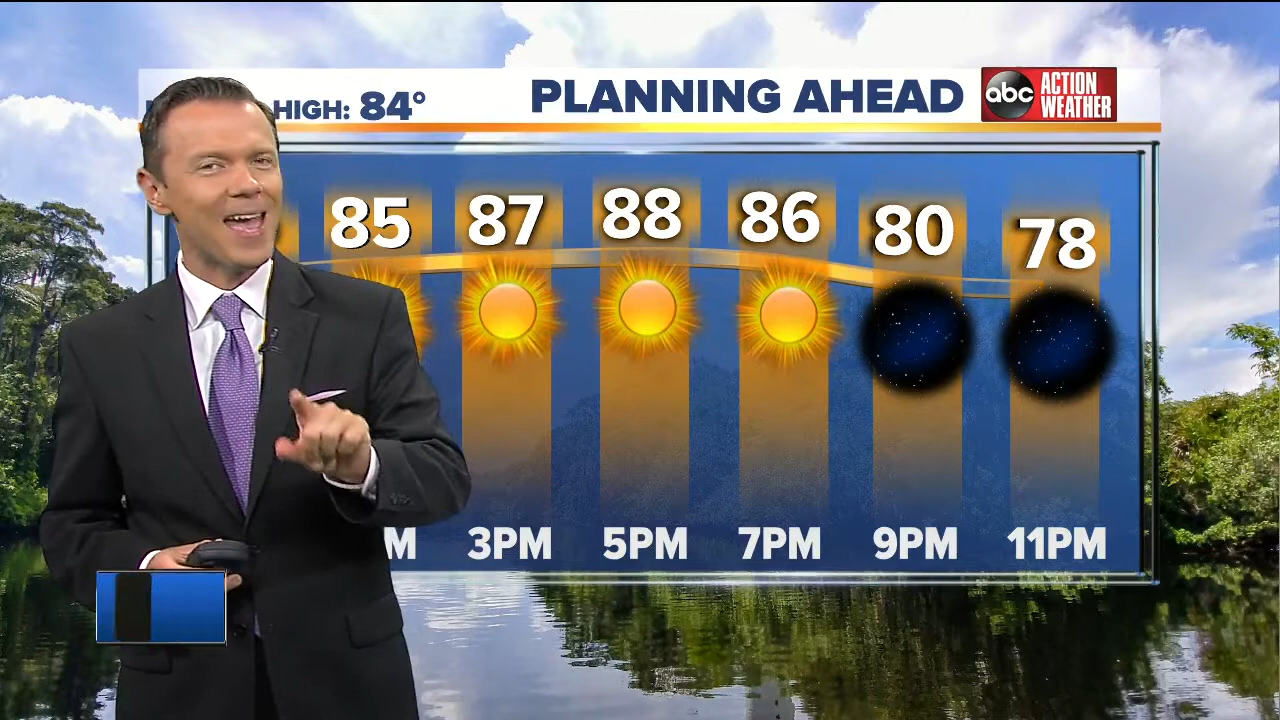 HIGH: 84°
PLANNING AHEAD
abc
ACTION
WEATHER
85
87
88
86
80
78
M
3PM
5PM
7PM
9PM
11PM